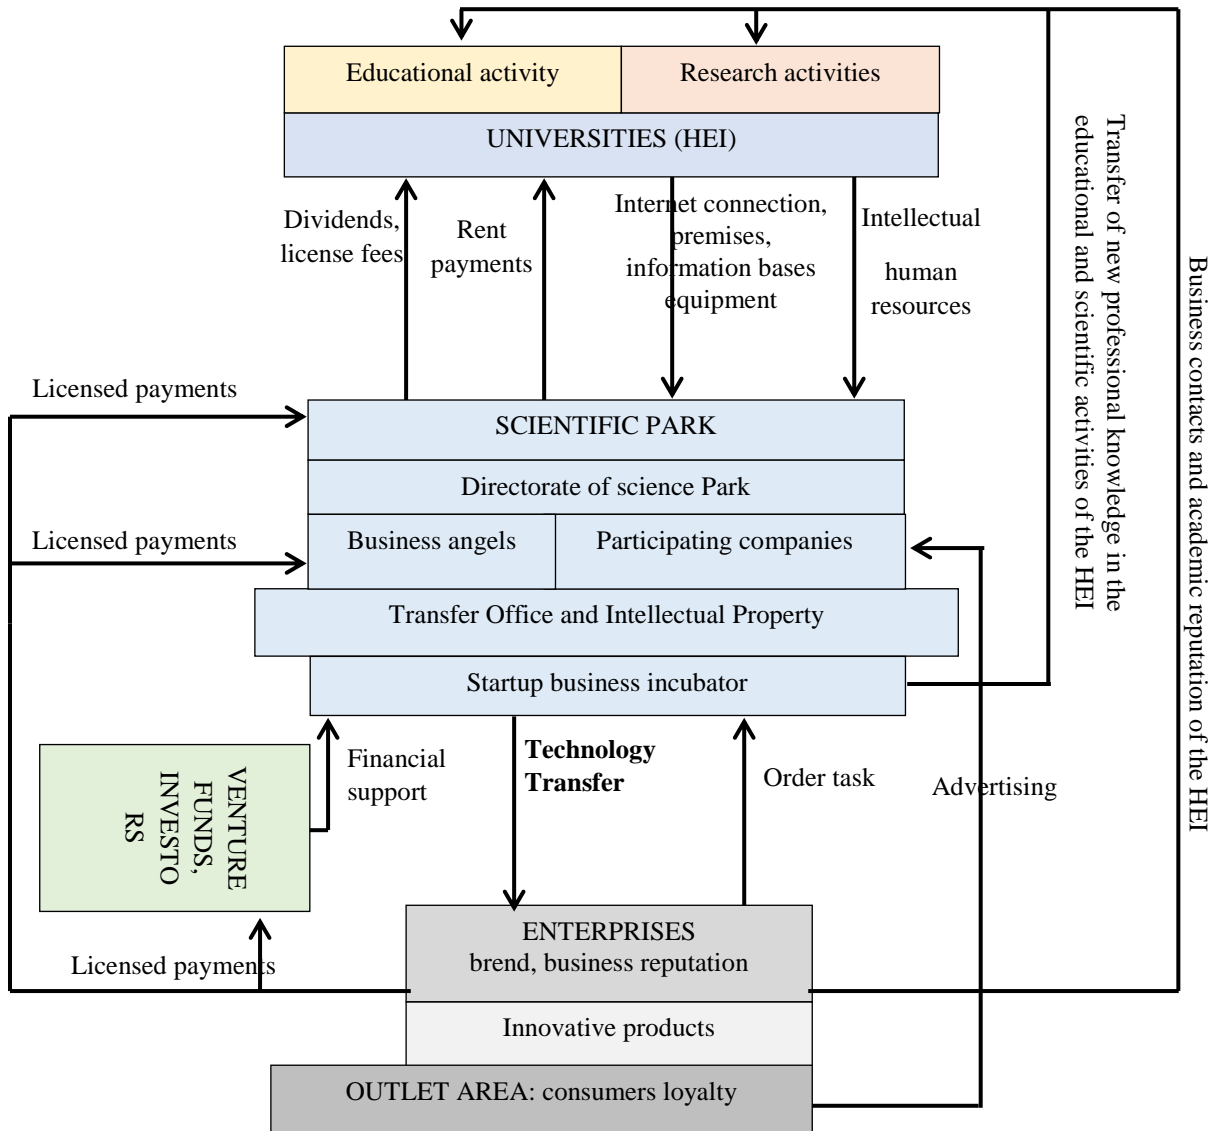 Educational activity
Research activities
UNIVERSITIES (HEI)
Dividends,
license fees
Rent
payments
Internet connection,
premises,
information bases
equipment
Intellectual
human
resources
Transfer of new professional knowledge in the
educational and scientific activities of the HEI
Business contacts and academic reputation of the HEI
Licensed payments
SCIENTIFIC PARK
Directorate of science Park
Licensed payments
Business angels
Participating companies
Transfer Office and Intellectual Property
Startup business incubator
VENTURE
FUNDS,
INVESTO
RS
Financial
support
Technology
Transfer
Order task
Advertising
Licensed payments
ENTERPRISES
brend, business reputation
Innovative products
OUTLET AREA: consumers loyalty